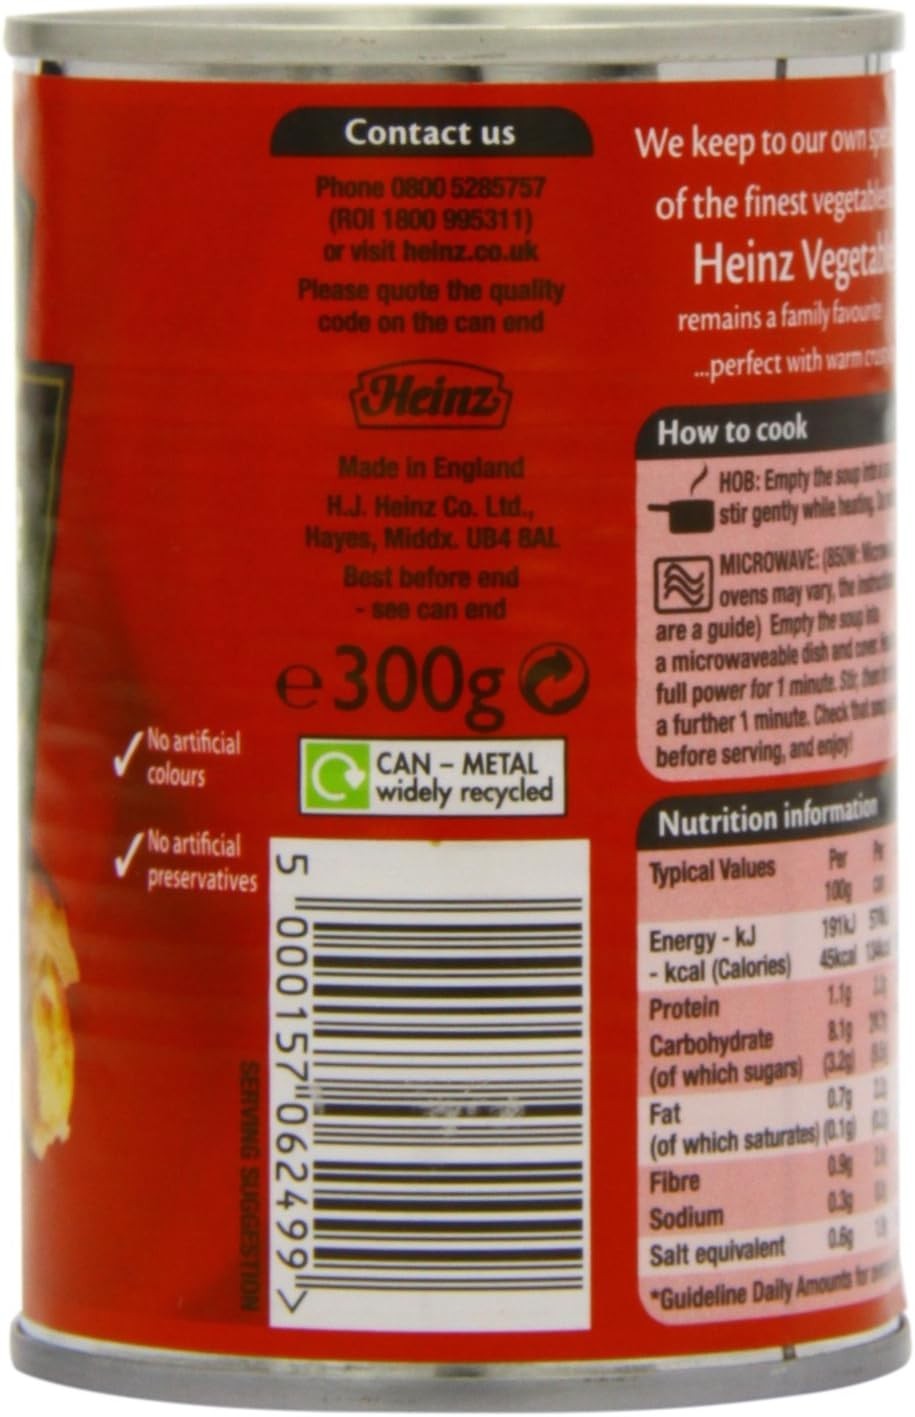 Contact us
Phone 0800 5285757
(ROI 1800 995311)
or visit heinz.co.uk
Please quote the quality
code on the can end
Heinz
Made in England
H.J. Heinz Co. Ltd.,
Hayes, Middx. UB4 8AL
Best before end
- see can end
e300g
CAN – METAL
widely recycled
No artificial
colours
No artificial
preservatives
SERVING SUGGESTION
5 000157 062499 >
We keep to our own
of the finest vegetables
Heinz
remains a family favourite
...perfect with warm
How to cook
HOB: Empty the soup into a
stir gently while heating.
MICROWAVE: (850W:
ovens may vary, the
are a guide) Empty the soup into
a microwaveable dish and cover.
full power for 1 minute. Stir, then
a further 1 minute. Check that
before serving, and enjoy!
Nutrition information
Typical Values Per Per
100g can
Energy - kJ 191kJ
- kcal (Calories) 45kcal
Protein 1.1g
Carbohydrate 8.1g
(of which sugars) (3.2g)
Fat 0.7g
(of which saturates) (0.1g)
Fibre 0.9g
Sodium 0.3g
Salt equivalent 0.6g
*Guideline Daily Amounts for